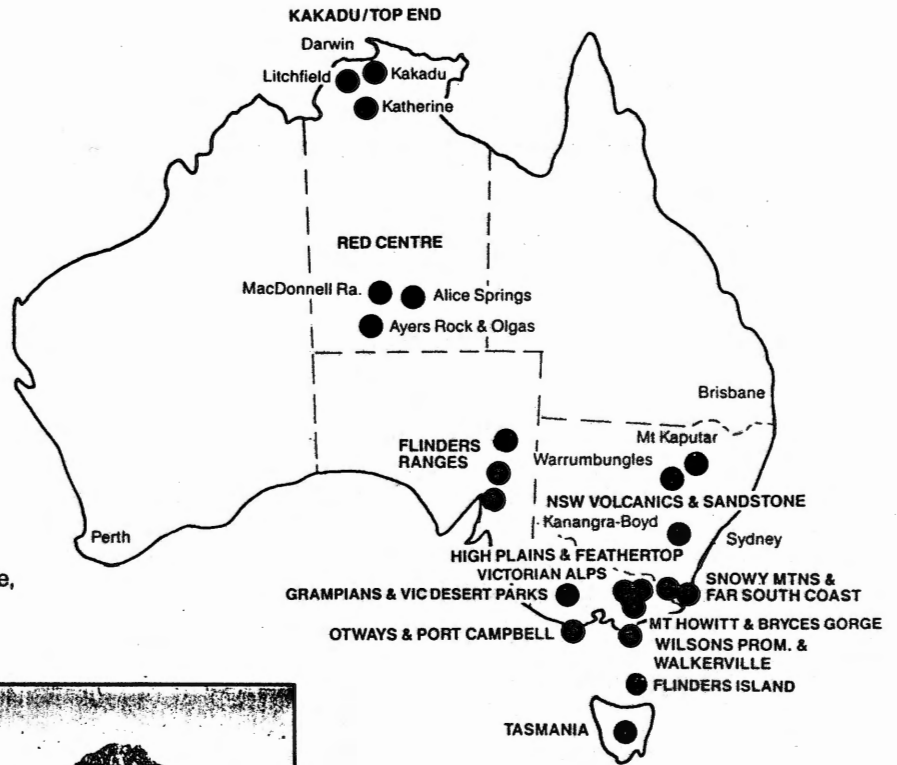 KAKADU/TOP END
Darwin
Litchfield
Kakadu
Katherine
RED CENTRE
MacDonnell Ra.
Alice Springs
Ayers Rock & Olgas
Brisbane
Mt Kaputar
FLINDERS
RANGES
Warrumbungles
NSW VOLCANICS & SANDSTONE
Kanangra-Boyd
Perth
Sydney
HIGH PLAINS & FEATHERTOP
VICTORIAN ALPS
e,
SNOWY MTNS &
FAR SOUTH COAST
GRAMPIANS & VIC DESERT PARKS
MT HOWITT & BRYCES GORGE
OTWAYS & PORT CAMPBELL
WILSONS PROM. &
WALKERVILLE
FLINDERS ISLAND
TASMANIA